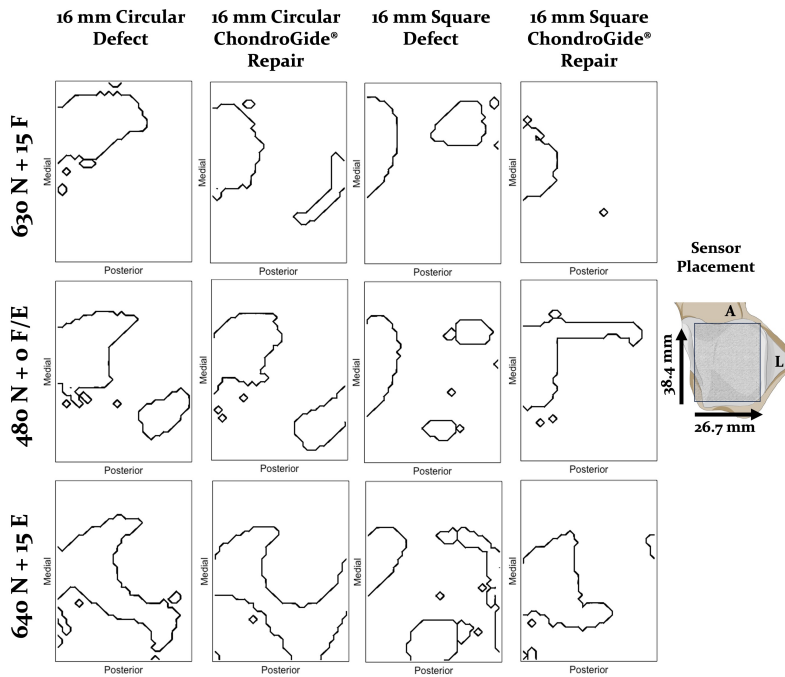 16 mm Circular
Defect
16 mm Circular
ChondroGide®
Repair
16 mm Square
Defect
16 mm Square
ChondroGide®
Repair
630 N + 15 F
Medial
Posterior
Medial
Posterior
Medial
Posterior
Medial
Posterior
480 N + 0 F/E
Medial
Posterior
Medial
Posterior
Medial
Posterior
Medial
Posterior
640 N + 15 E
Medial
Posterior
Medial
Posterior
Medial
Posterior
Medial
Posterior
Sensor
Placement
A
L
38.4 mm
26.7 mm